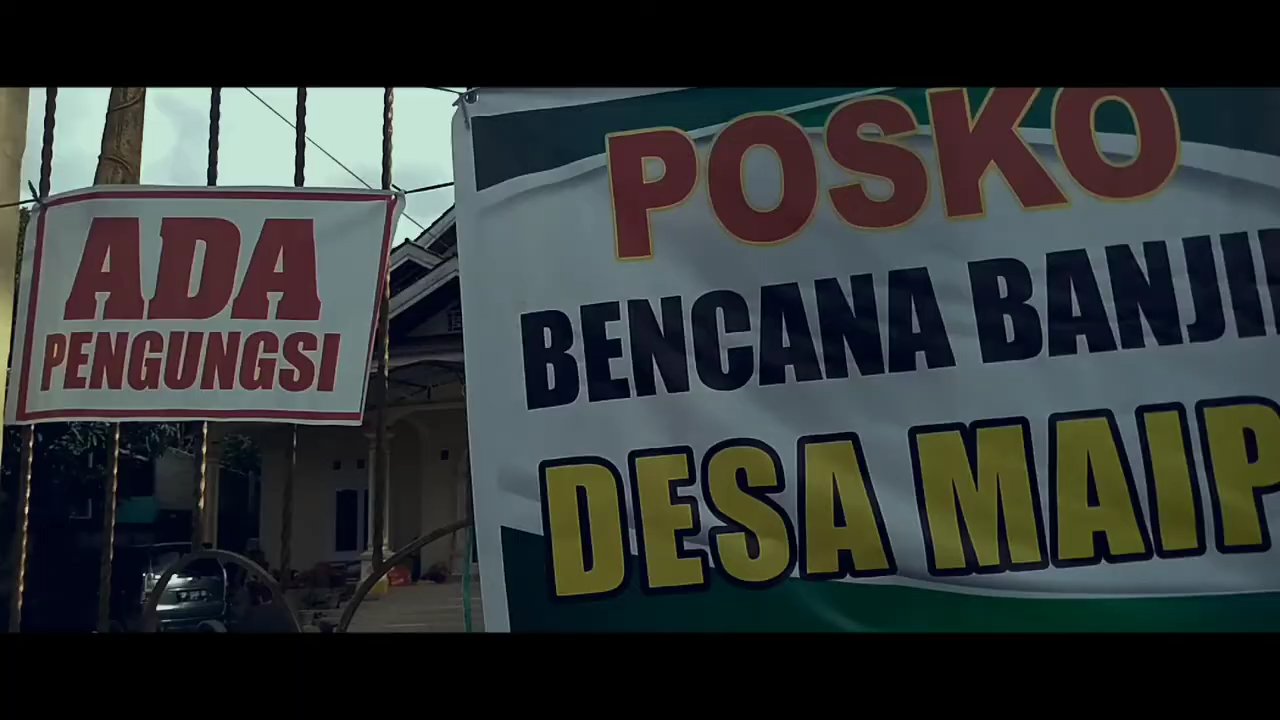 ADA
PENGUNGSI
POSKO
BENCANA BANJI
DESA MAIP